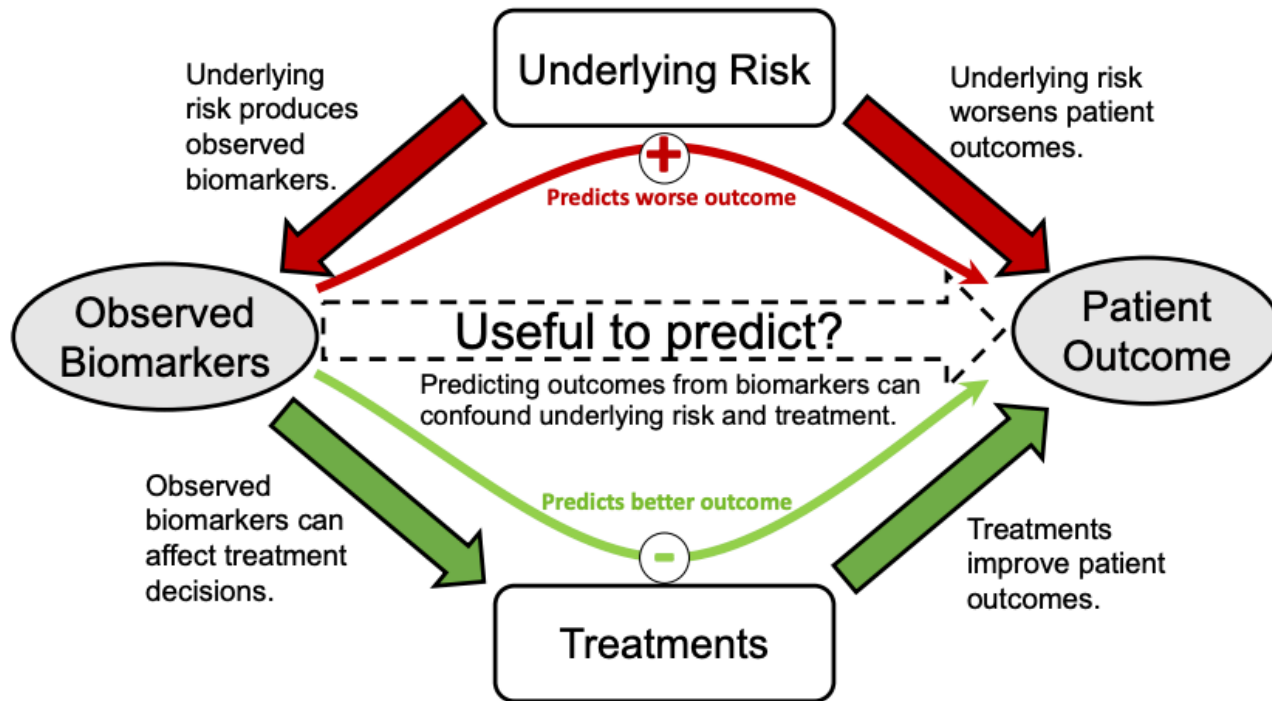 Underlying Risk
Underlying
risk produces
observed
biomarkers.
Underlying risk
worsens patient
outcomes.
+
Predicts worse outcome
Observed
Biomarkers
Useful to predict?
Patient
Outcome
Predicting outcomes from biomarkers can
confound underlying risk and treatment.
Observed
biomarkers can
affect treatment
decisions.
Predicts better outcome
-
Treatments
improve patient
outcomes.
Treatments